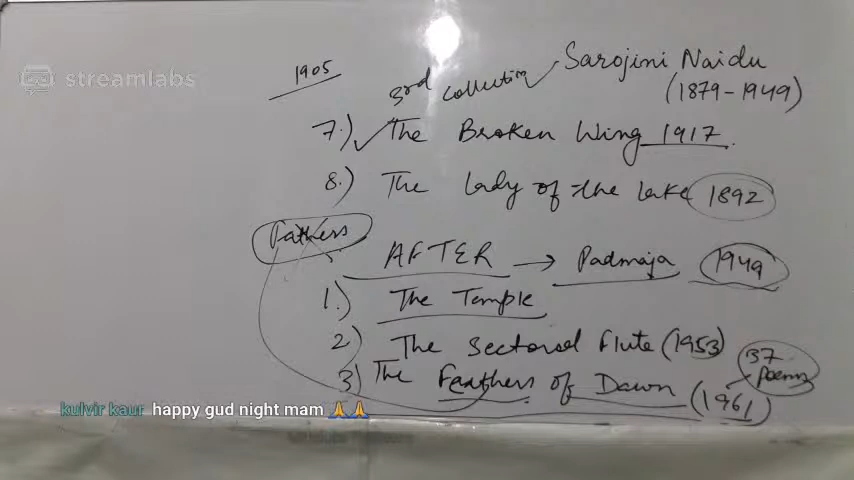 streamlabs
1905
3rd collection
Sarojini Naidu
(1879-1949)
7.) The Broken Wing 1917.
8.) The Lady of the Lake 1892
Fathers
AFTER → Padmaja 1949
1.) The Temple
2) The Sectored Flute (1953)
3) The Feathers of Dawn (1961)
37 Poems
kulvir kaur happy gud night mam 🙏🙏